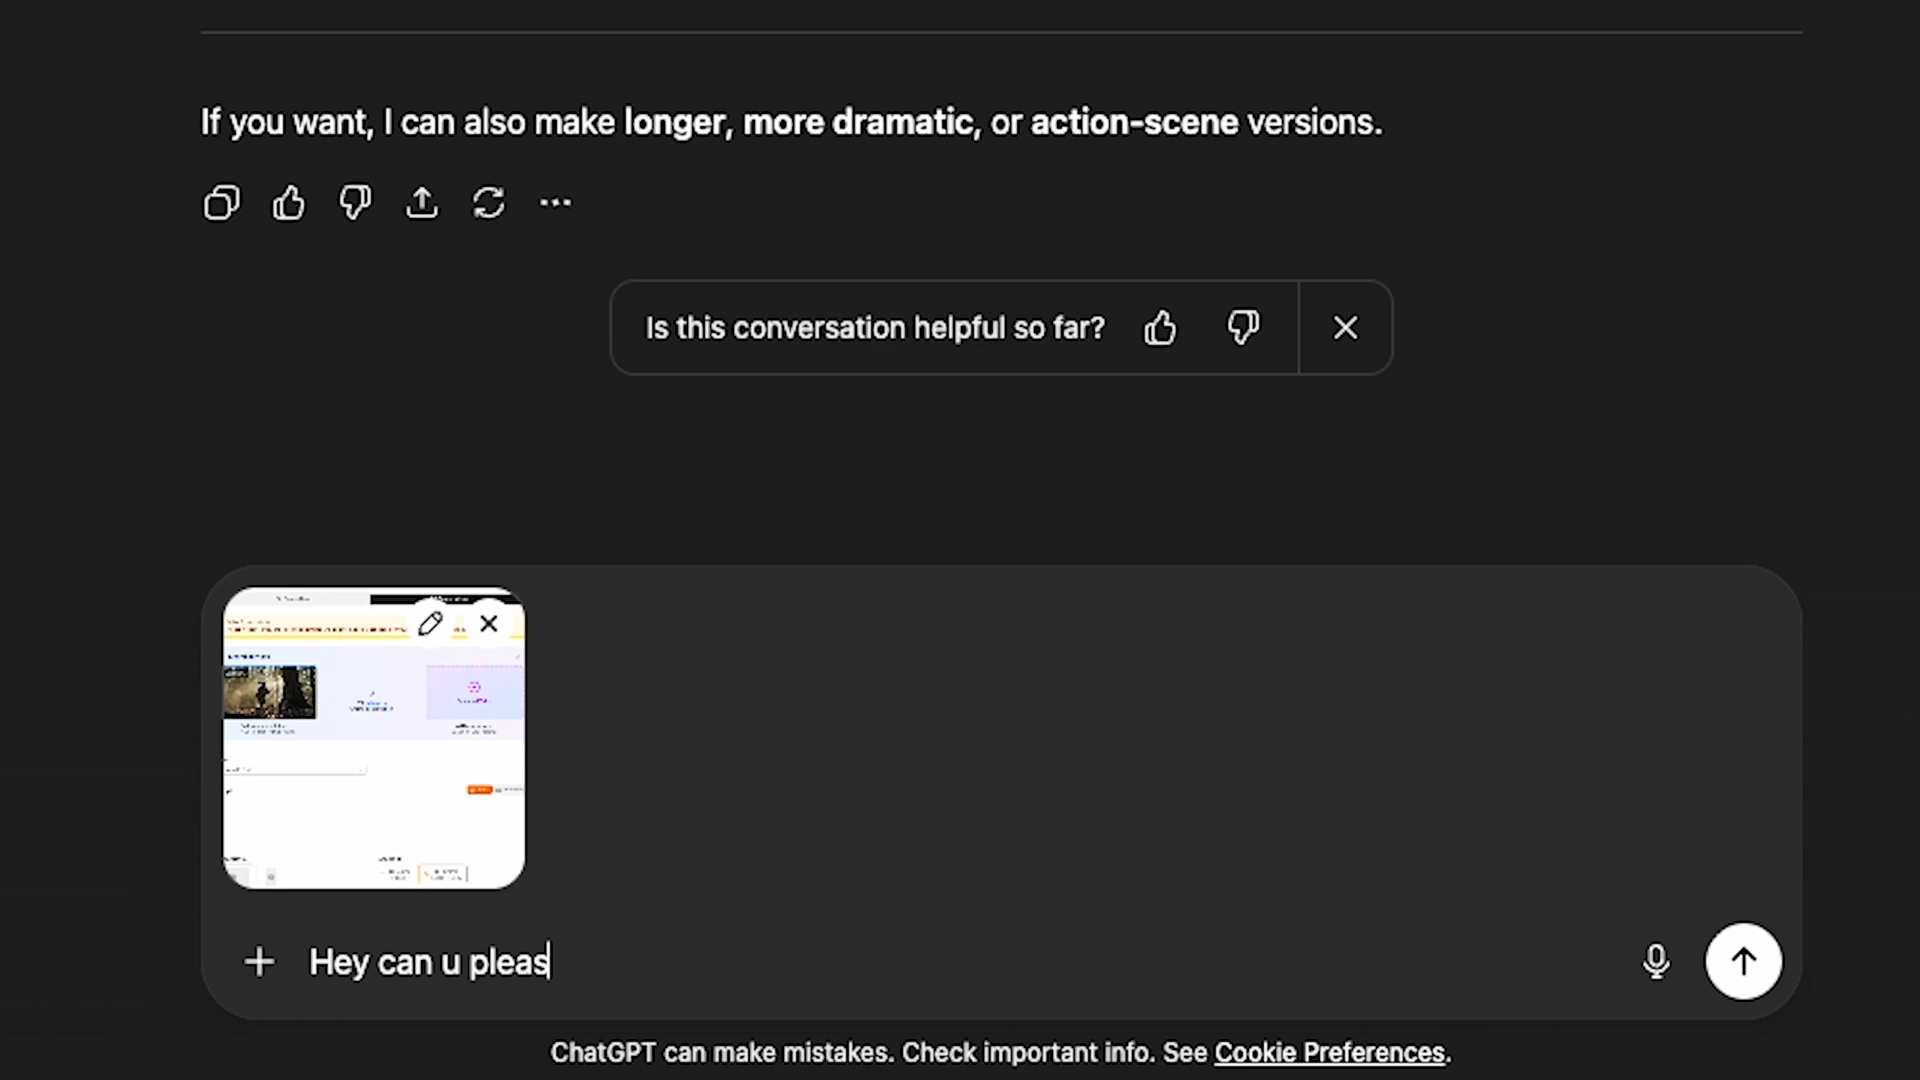 If you want, I can also make longer, more dramatic, or action-scene versions.
Is this conversation helpful so far?
Hey can u pleas
ChatGPT can make mistakes. Check important info. See Cookie Preferences.